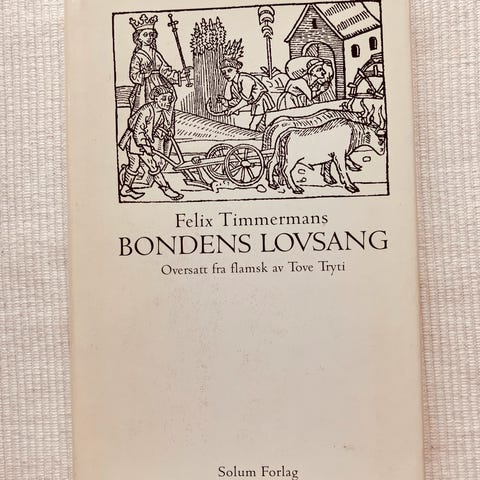 Felix Timmermans
BONDENS LOVSANG
Oversatt fra flamsk av Tove Tryti
Solum Forlag